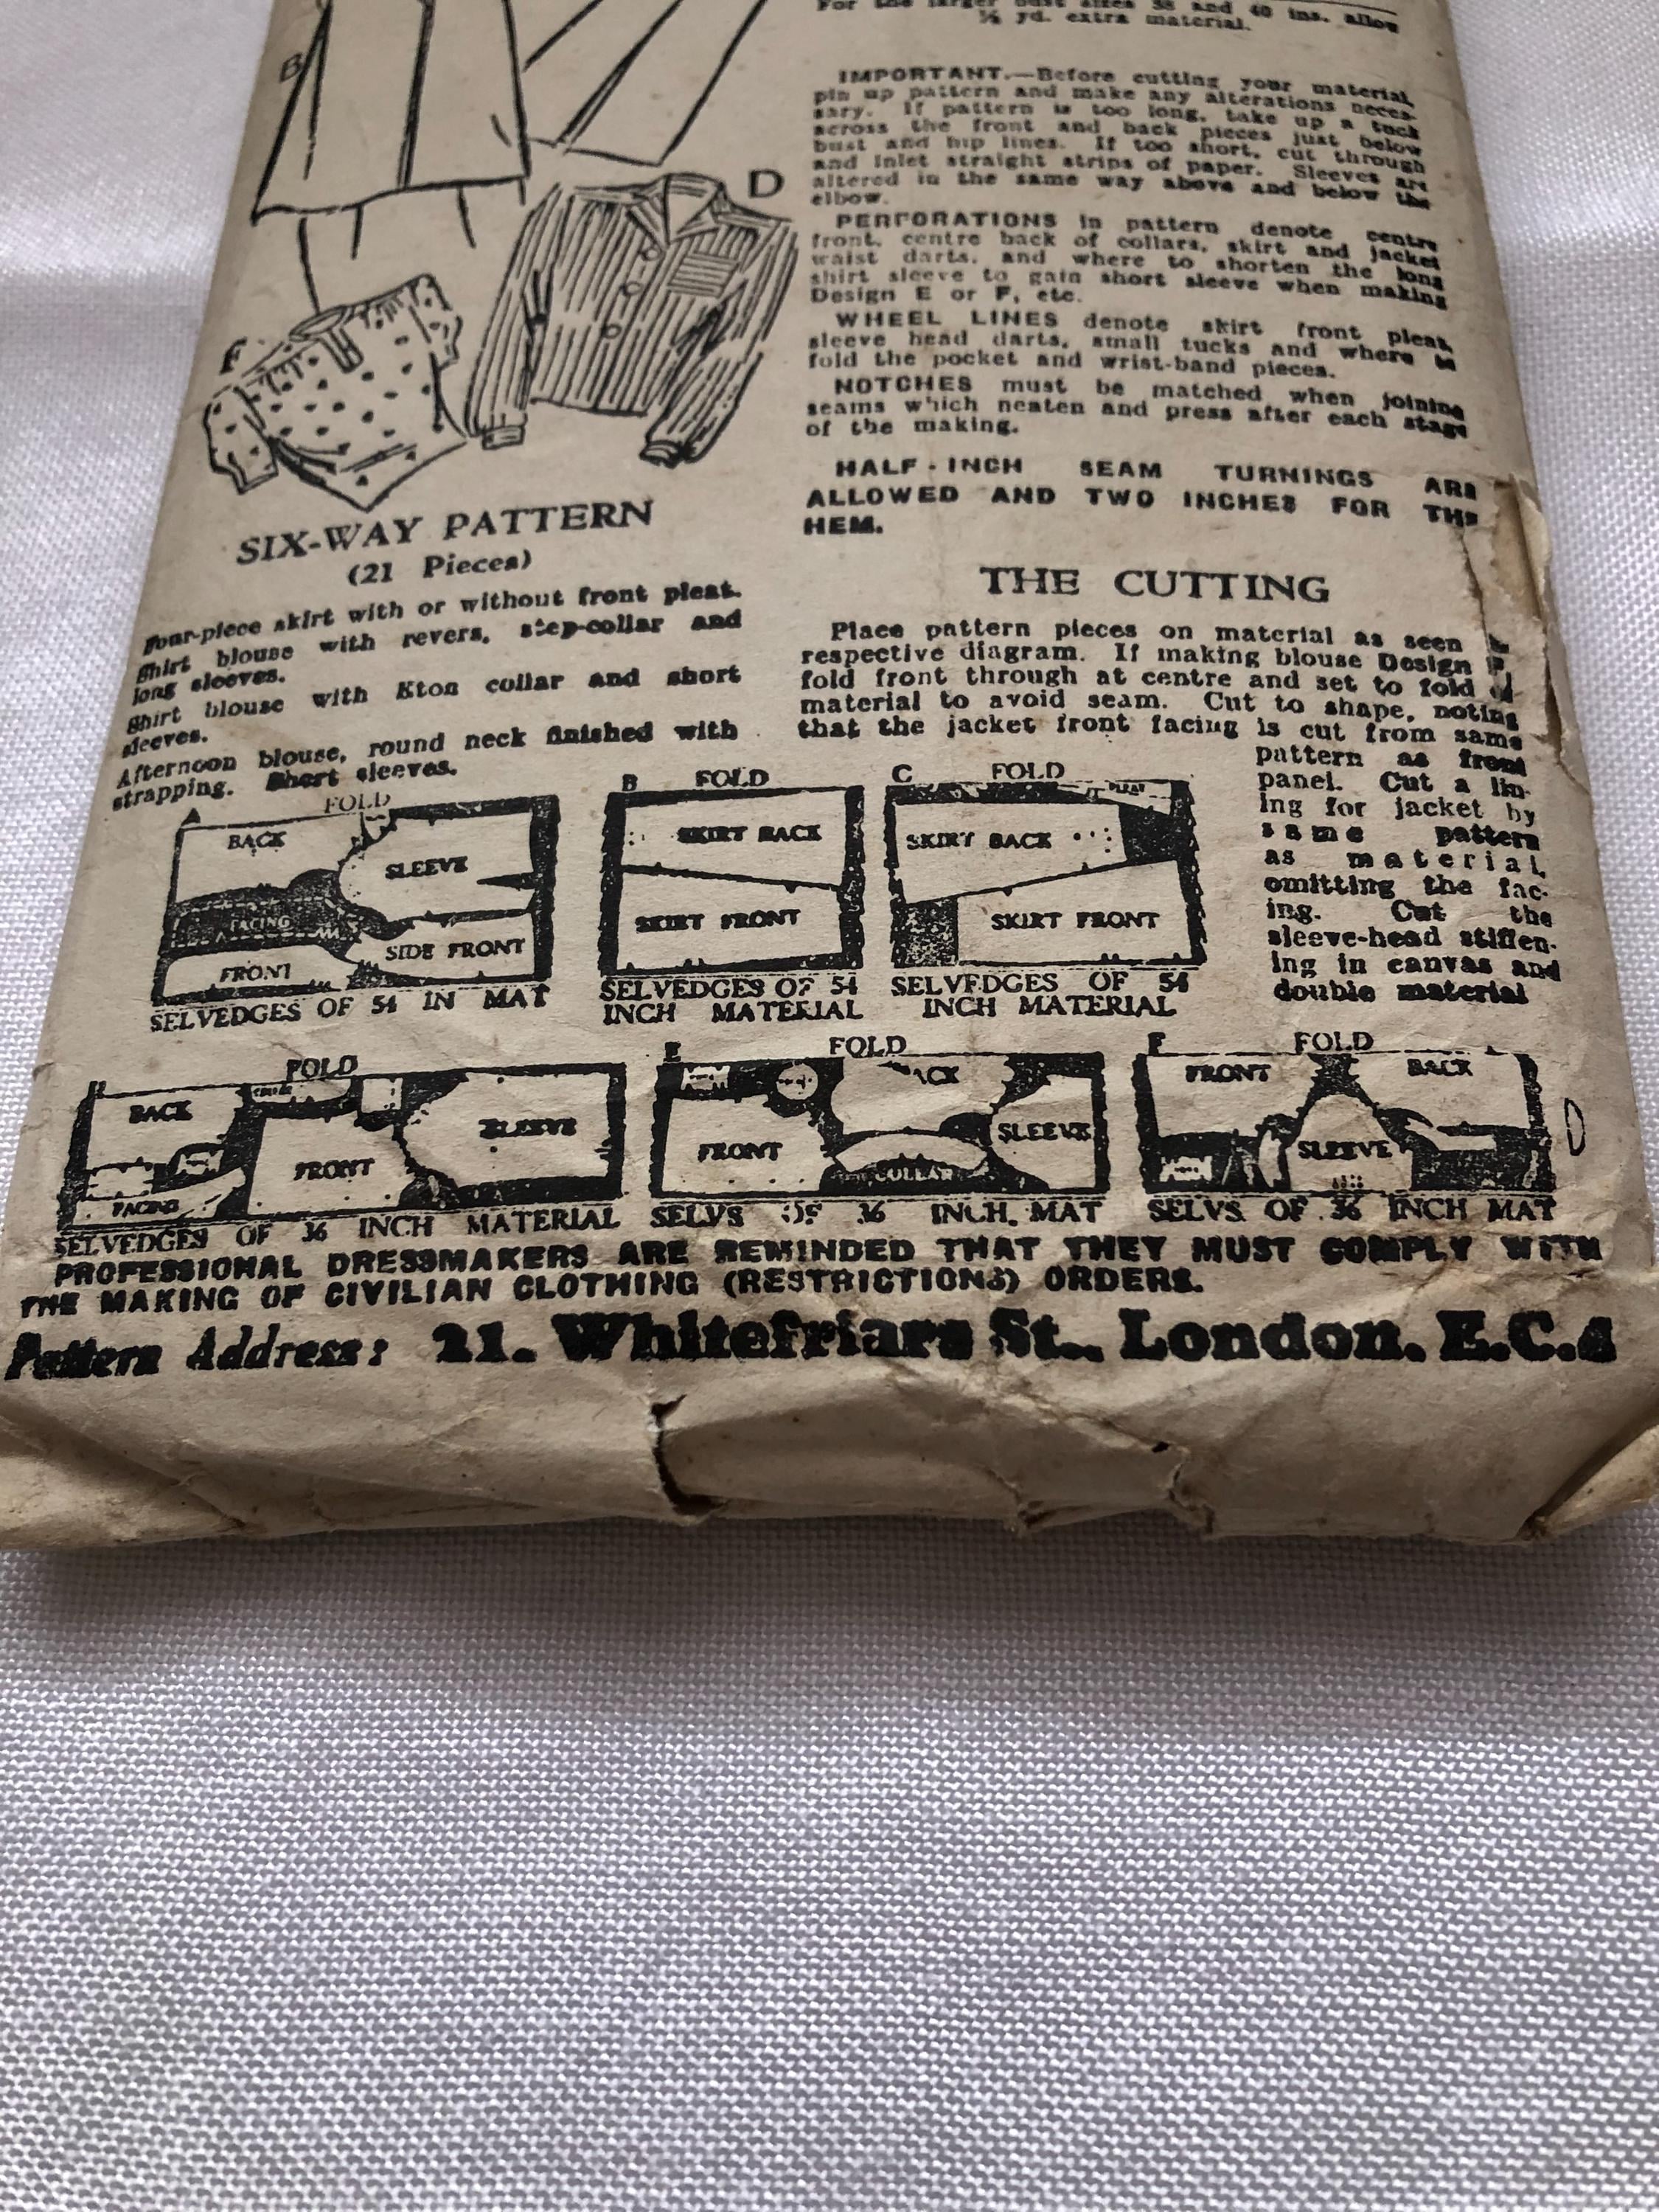 For the larger bust sizes 38 and 40 ins. allow
yd. extra material.
B
D
F
IMPORTANT.—Before cutting your material,
pin up pattern and make any alterations neces-
sary. If pattern is too long, take up a tuck
across the front and back pieces just below
bust and hip lines. If too short, cut through
and inlet straight strips of paper. Sleeves are
altered in the same way above and below the
elbow.
PERFORATIONS in pattern denote centre
front, centre back of collars, skirt and jacket
waist darts, and where to shorten the long
shirt sleeve to gain short sleeve when making
Design E or F, etc.
WHEEL LINES denote skirt front pleat,
sleeve head darts, small tucks and where to
fold the pocket and wrist-band pieces.
NOTCHES must be matched when joining
seams which neaten and press after each stage
of the making.
HALF-INCH SEAM TURNINGS ARE
ALLOWED AND TWO INCHES FOR THE
HEM.
SIX-WAY PATTERN
(21 Pieces)
Four-piece skirt with or without front pleat.
Shirt blouse with revers, step-collar and
long sleeves.
Shirt blouse with Eton collar and short
sleeves.
Afternoon blouse, round neck finished with
strapping. Short sleeves.
THE CUTTING
Place pattern pieces on material as seen
respective diagram. If making blouse Design F,
fold front through at centre and set to fold of
material to avoid seam. Cut to shape, noting
that the jacket front facing is cut from same
pattern as front
panel. Cut a lin-
ing for jacket by
same pattern
as material,
omitting the fac-
ing. Cut the
sleeve-head stiffen-
ing in canvas and
double material
A FOLD
BACK
SLEEVE
FACING
SIDE FRONT
FRONT
SELVEDGES OF 54 IN MAT
B FOLD
SKIRT BACK
SKIRT FRONT
SELVEDGES OF 54
INCH MATERIAL
C FOLD
PLEAT
SKIRT BACK
SKIRT FRONT
SELVEDGES OF 54
INCH MATERIAL
FOLD
BACK
SLEEVE
FRONT
FACING
SELVEDGES OF 36 INCH MATERIAL
E FOLD
BACK
SLEEVE
FRONT
COLLAR
SELVS OF 36 INCH. MAT
F FOLD
FRONT
BACK
SLEEVE
SELVS. OF 36 INCH MAT
PROFESSIONAL DRESSMAKERS ARE REMINDED THAT THEY MUST COMPLY WITH
THE MAKING OF CIVILIAN CLOTHING (RESTRICTIONS) ORDERS.
Pattern Address: 21, Whitefriars St., London, E.C.4